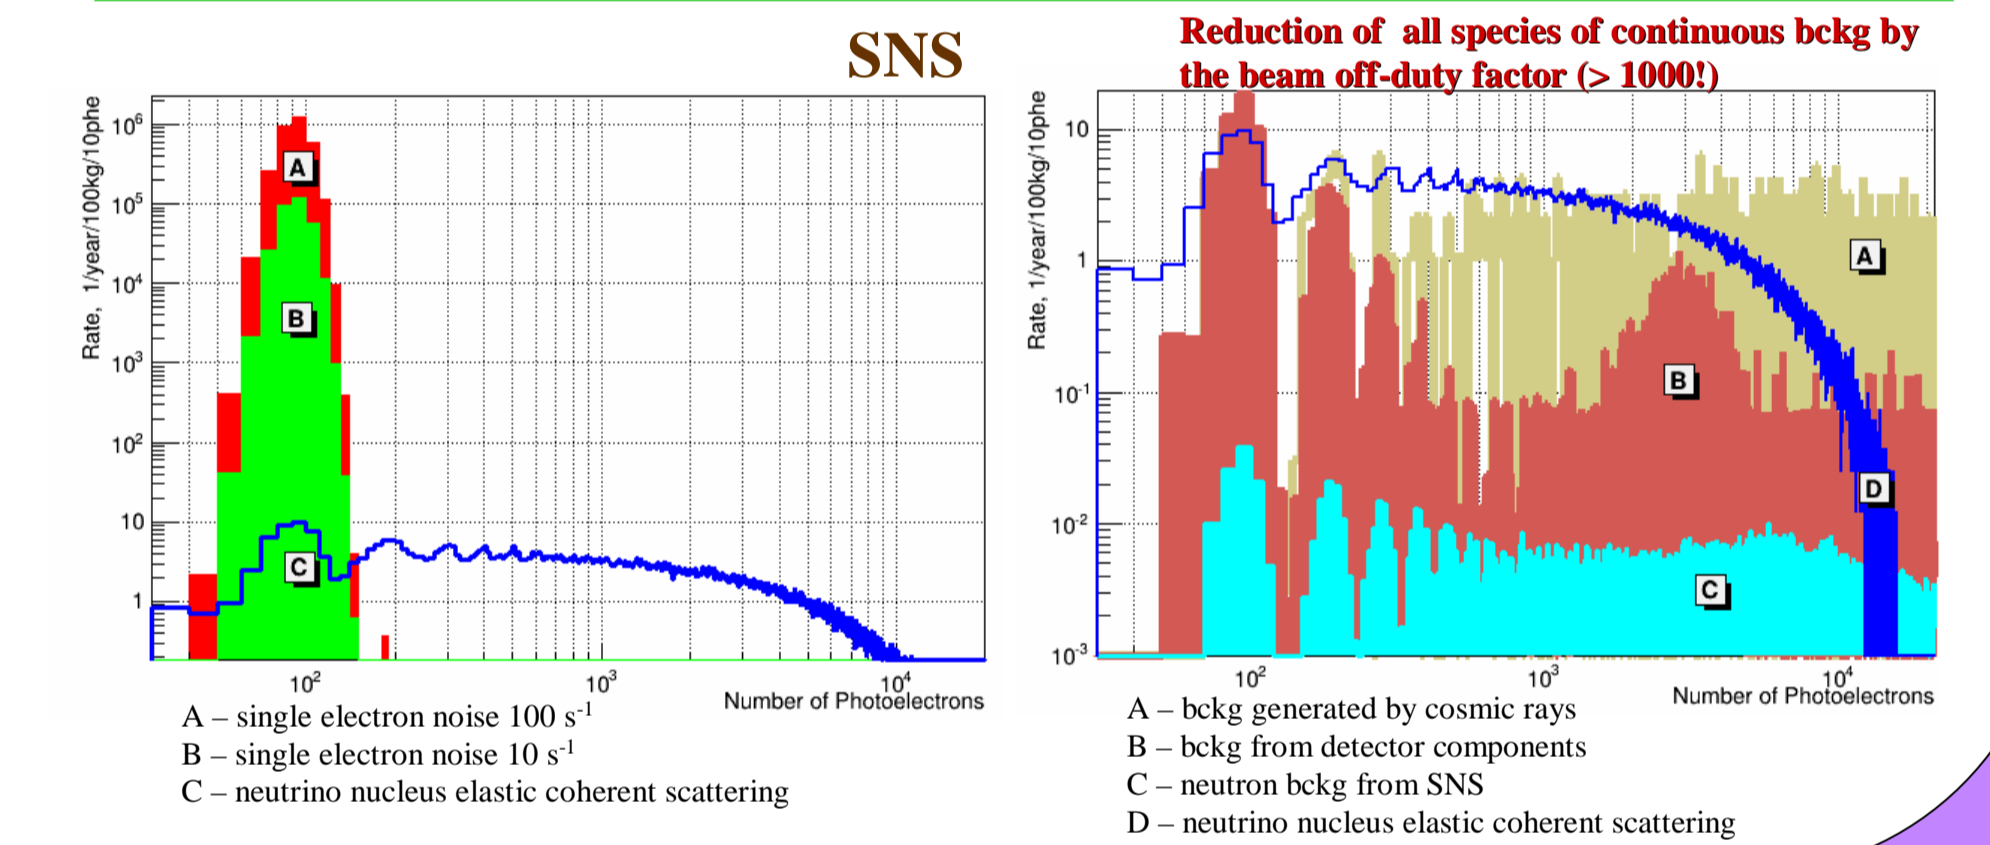 SNS
Reduction of all species of continuous bckg by
the beam off-duty factor (> 1000!)
Rate, 1/year/100kg/10phe
10⁶
10⁵
10⁴
10³
10²
10
1
A
B
C
10²
10³
10⁴
Number of Photoelectrons
A – single electron noise 100 s⁻¹
B – single electron noise 10 s⁻¹
C – neutrino nucleus elastic coherent scattering
Rate, 1/year/100kg/10phe
10
1
10⁻¹
10⁻²
10⁻³
A
B
D
C
10²
10³
10⁴
Number of Photoelectrons
A – bckg generated by cosmic rays
B – bckg from detector components
C – neutron bckg from SNS
D – neutrino nucleus elastic coherent scattering